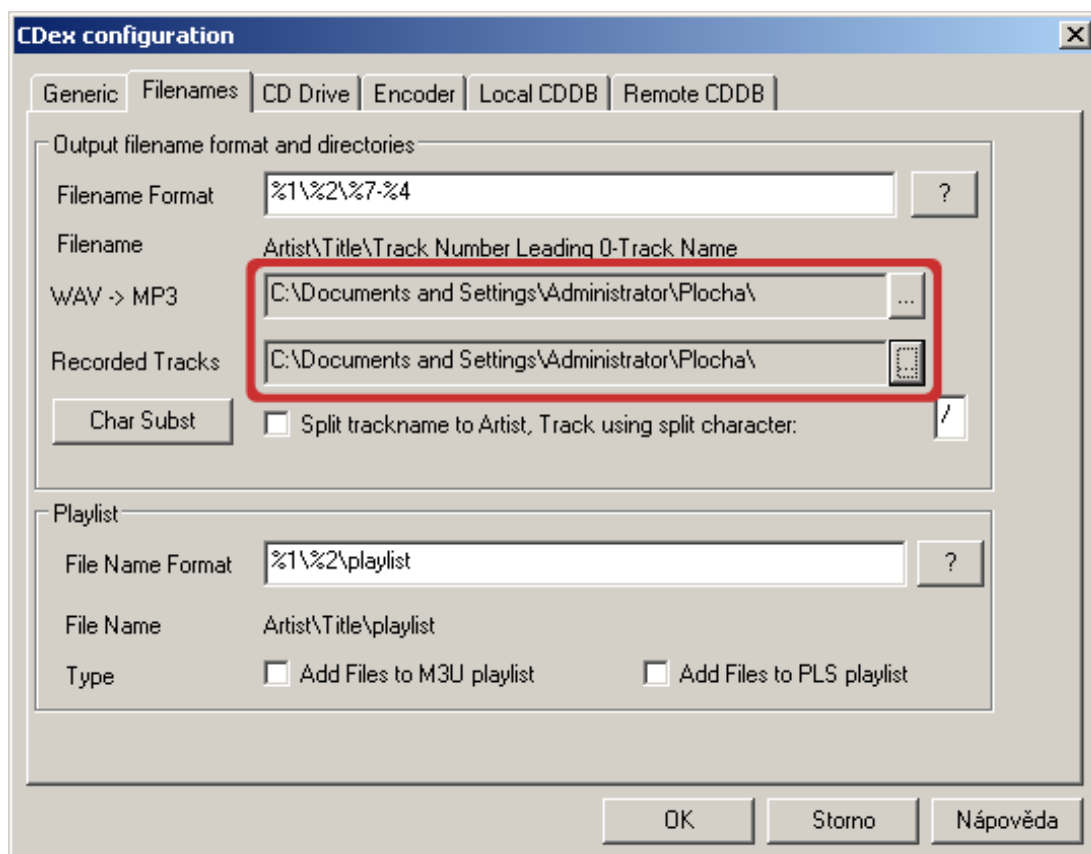 CDex configuration
Generic Filenames CD Drive Encoder Local CDDB Remote CDDB
Output filename format and directories
Filename Format %1\%2\%7-%4 ?
Filename Artist\Title\Track Number Leading 0-Track Name
WAV -> MP3 C:\Documents and Settings\Administrator\Plocha\ ...
Recorded Tracks C:\Documents and Settings\Administrator\Plocha\ ...
Char Subst Split trackname to Artist, Track using split character: /
Playlist
File Name Format %1\%2\playlist ?
File Name Artist\Title\playlist
Type Add Files to M3U playlist Add Files to PLS playlist
OK Storno Nápověda